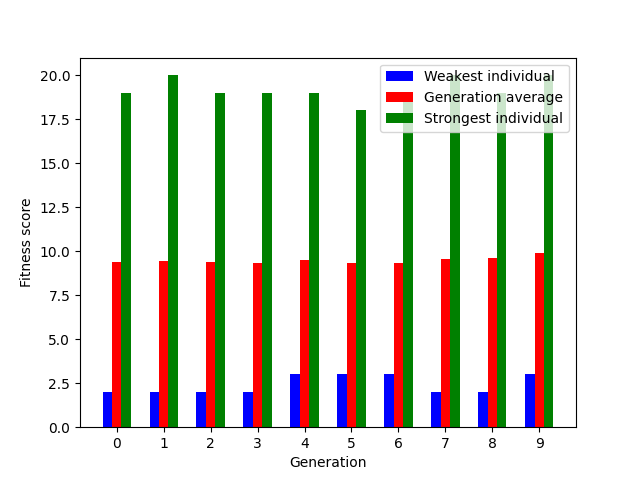 Weakest individual
Generation average
Strongest individual
Fitness score
20.0
17.5
15.0
12.5
10.0
7.5
5.0
2.5
0.0
0 1 2 3 4 5 6 7 8 9
Generation